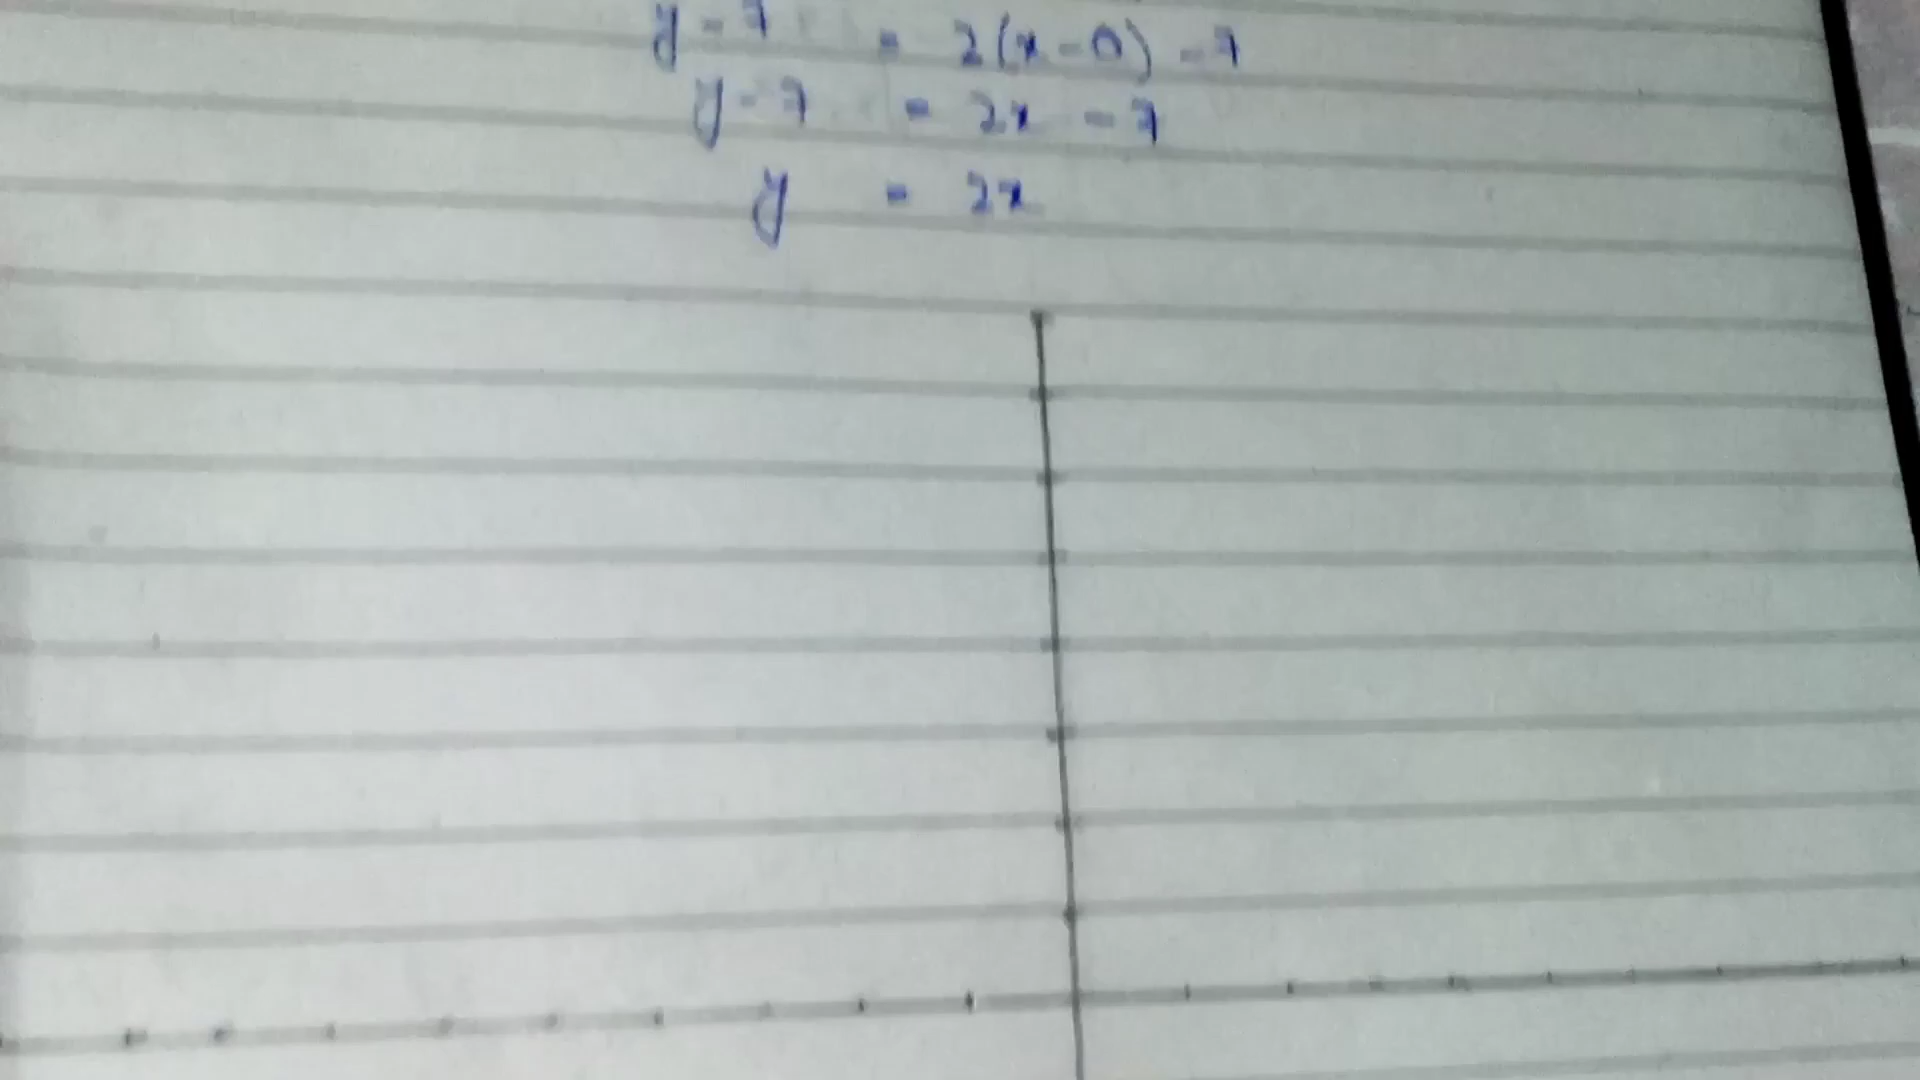 y - 7 = 2(x - 0) - 7
y - 7 = 2x - 7
y = 2x